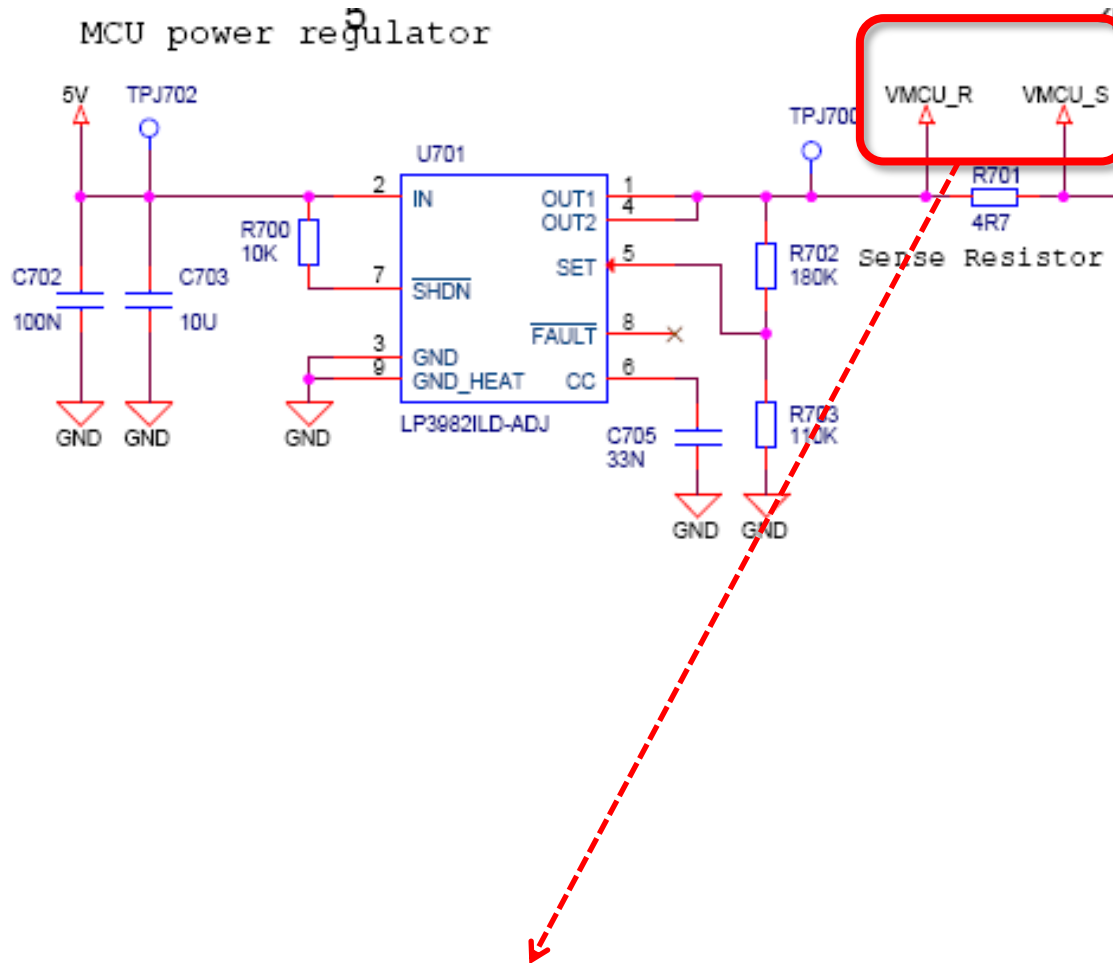 MCU power regulator
5V
TPJ702
TPJ700
VMCU_R
VMCU_S
U701
2
IN
OUT1
1
OUT2
4
R701
4R7
R700
10K
SET
5
R702
180K
Sense Resistor
C702
100N
C703
10U
7
SHDN
FAULT
8
3
GND
9
GND_HEAT
CC
6
LP3982ILD-ADJ
C705
33N
R703
110K
GND
GND
GND
GND
GND